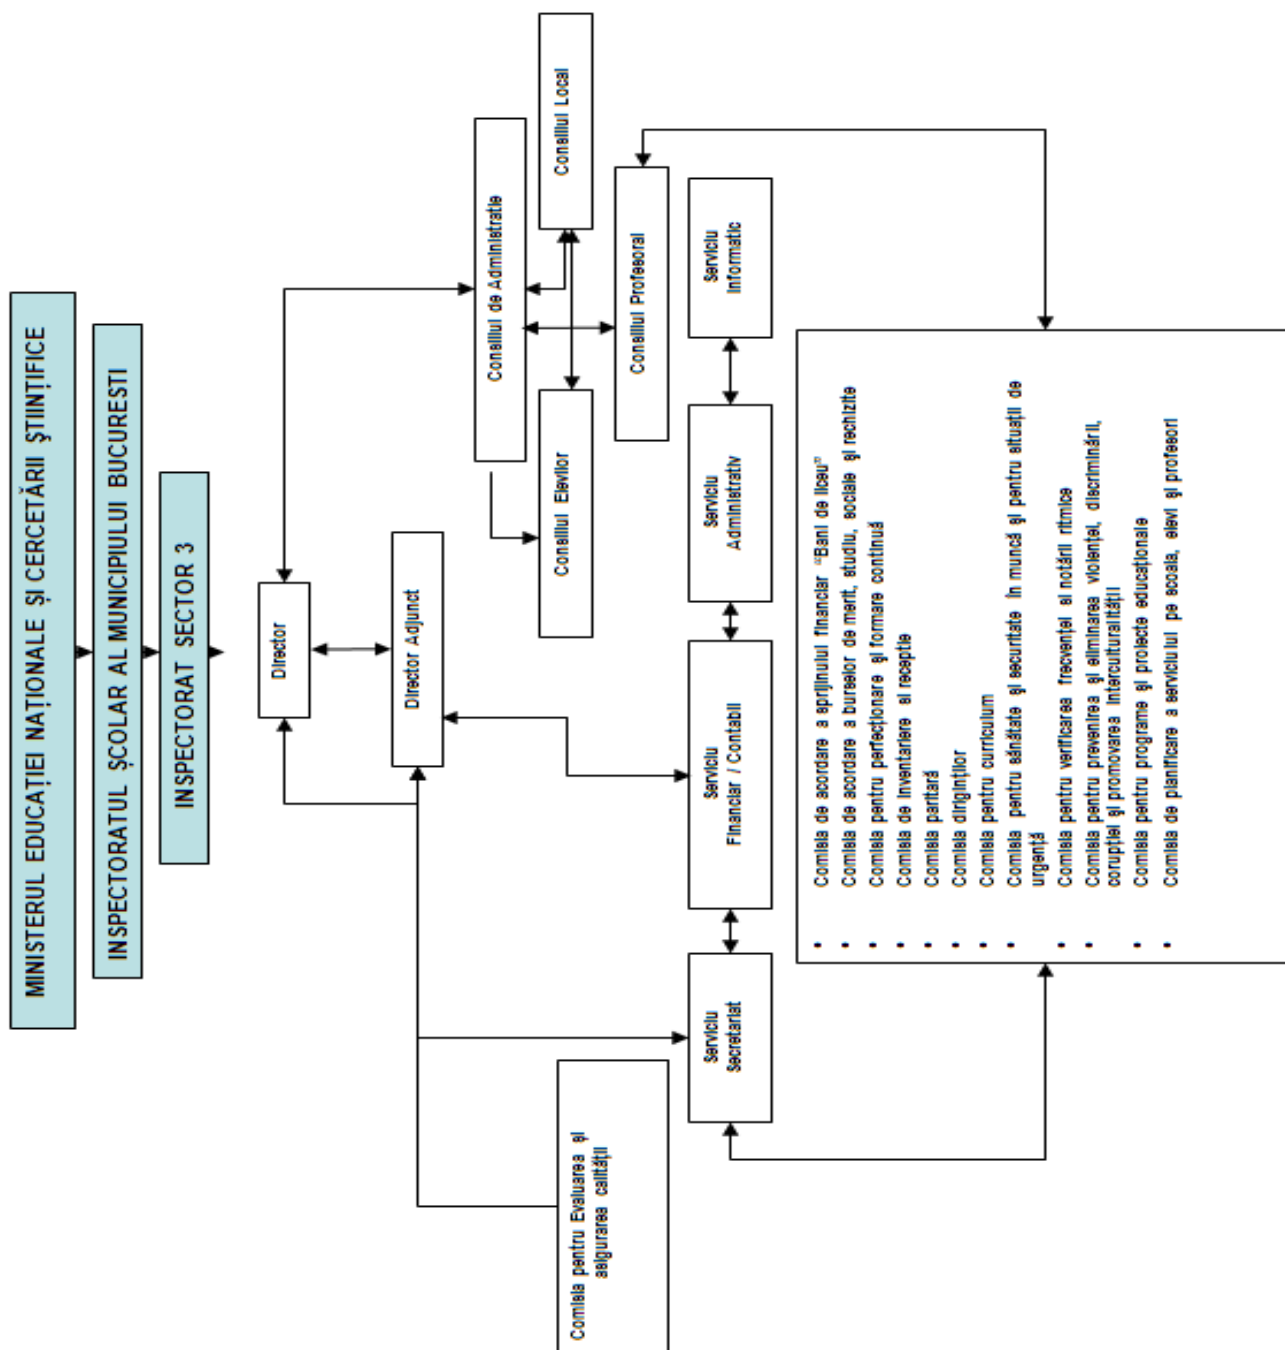 MINISTERUL EDUCAȚIEI NAȚIONALE ȘI CERCETĂRII ȘTIINȚIFICE
INSPECTORATUL ȘCOLAR AL MUNICIPIULUI BUCURESTI
INSPECTORAT SECTOR 3
Director
Director Adjunct
Consiliul de Administratie
Consiliul Local
Consiliul Elevilor
Consiliul Profesoral
Comisia pentru Evaluarea și
asigurarea calității
Serviciu
Secretariat
Serviciu
Financiar / Contabil
Serviciu
Administrativ
Serviciu
Informatic
• Comisia de acordare a sprijinului financiar “Bani de liceu”
• Comisia de acordare a burselor de merit, studiu, sociale și rechizite
• Comisia pentru perfecționare și formare continuă
• Comisia de inventariere si receptie
• Comisia paritară
• Comisia diriginților
• Comisia pentru curriculum
• Comisia pentru sănătate și securitate în muncă și pentru situații de
urgență
• Comisia pentru verificarea frecvenței si notării ritmice
• Comisia pentru prevenirea și eliminarea violenței, discriminării,
corupției și promovarea interculturalității
• Comisia pentru programe și proiecte educaționale
• Comisia de planificare a serviciului pe scoala, elevi și profesori